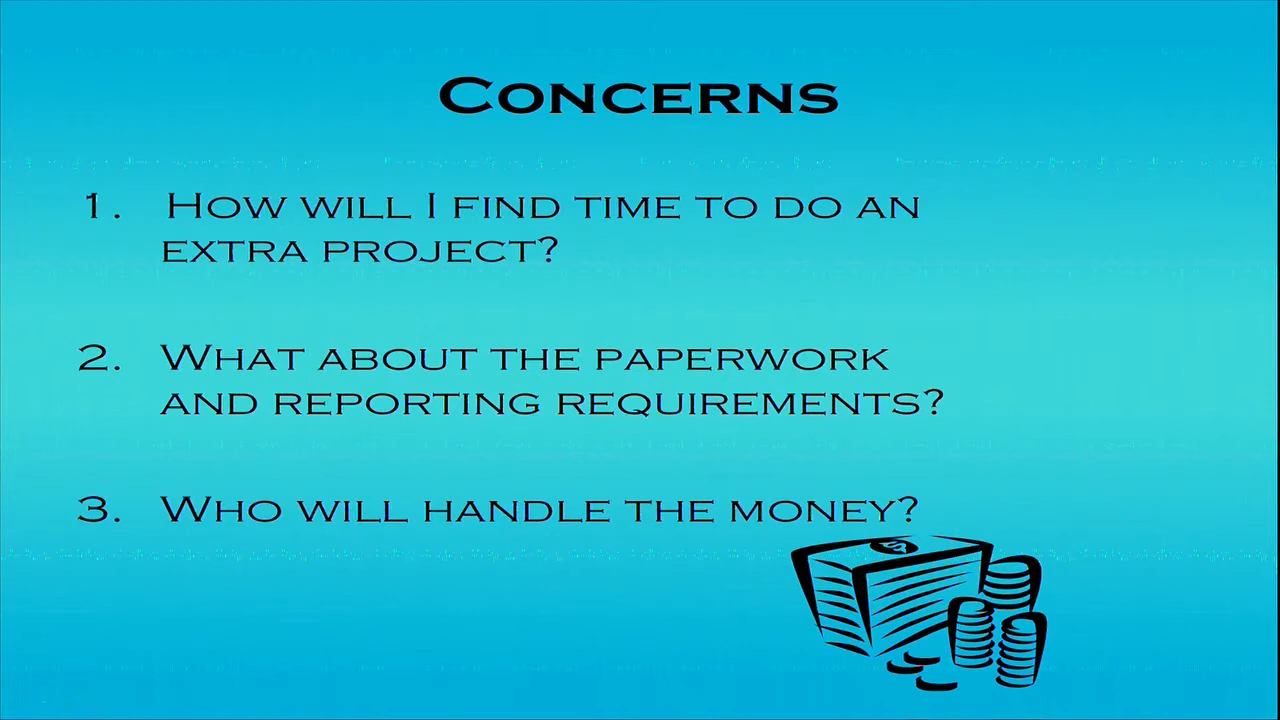 CONCERNS
1. HOW WILL I FIND TIME TO DO AN
EXTRA PROJECT?
2. WHAT ABOUT THE PAPERWORK
AND REPORTING REQUIREMENTS?
3. WHO WILL HANDLE THE MONEY?
$